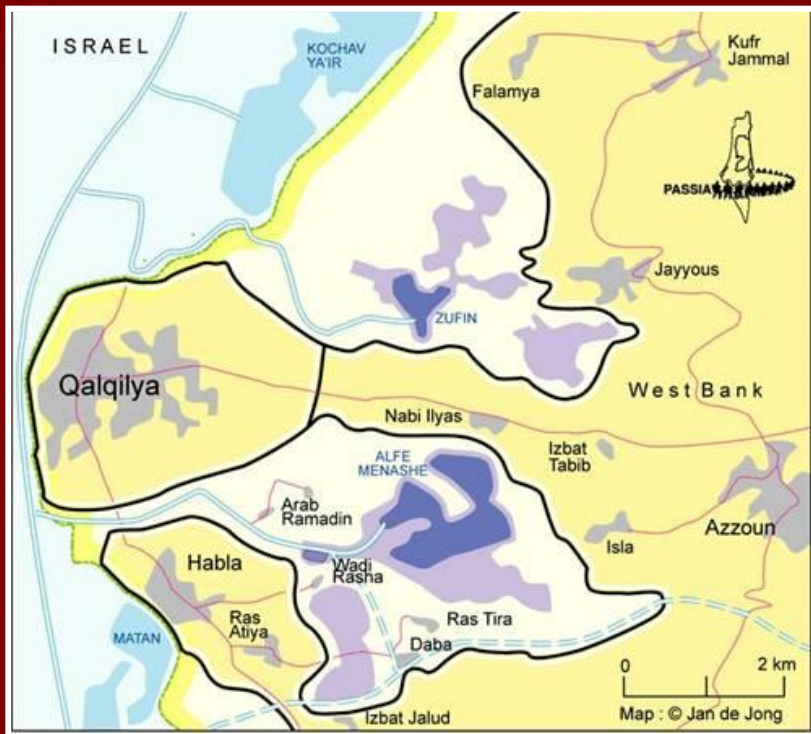 ISRAEL
KOCHAV
YA'IR
Kufr
Jammal
Falamya
PASSIA
Jayyous
ZUFIN
Qalqilya
West Bank
Nabi Ilyas
ALFE
MENASHE
Izbat
Tabib
Arab
Ramadin
Azzoun
Isla
Habla
Wadi
Rasha
Ras
Atiya
Ras Tira
MATAN
Daba
0 2 km
Izbat Jalud
Map : © Jan de Jong